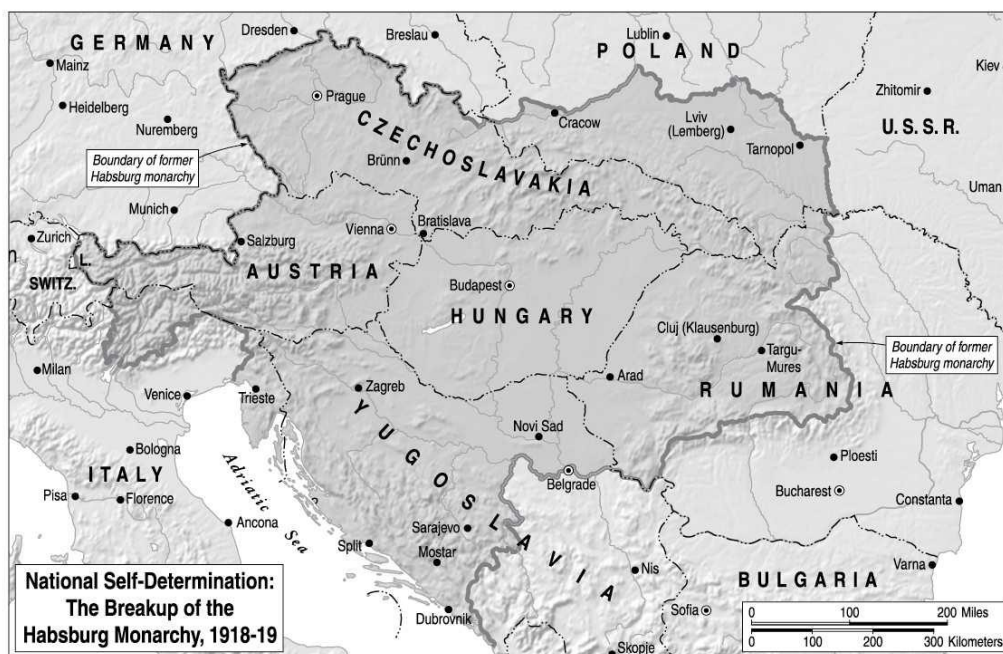 GERMANY
Dresden
Breslau
Lublin
POLAND
Kiev
Mainz
Prague
Zhitomir
Heidelberg
Nuremberg
Cracow
Lviv
(Lemberg)
U.S.S.R.
CZECHOSLAVAKIA
Tarnopol
Boundary of former
Habsburg monarchy
Brünn
Uman
Munich
Zurich
Salzburg
Vienna
Bratislava
L.
SWITZ.
AUSTRIA
Budapest
HUNGARY
Cluj (Klausenburg)
Targu-
Mures
Boundary of former
Habsburg monarchy
Milan
Arad
RUMANIA
Venice
Trieste
Zagreb
Novi Sad
Bologna
YUGOSLAVIA
Ploesti
ITALY
Adriatic Sea
Belgrade
Bucharest
Pisa
Florence
Constanta
Ancona
Sarajevo
Split
Mostar
Nis
BULGARIA
Varna
Sofia
Dubrovnik
Skopje
National Self-Determination:
The Breakup of the
Habsburg Monarchy, 1918-19
0 100 200 Miles
0 100 200 300 Kilometers